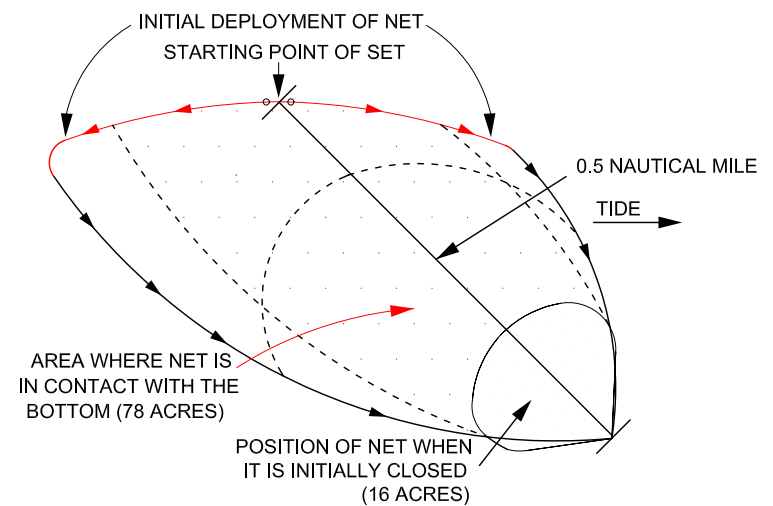 INITIAL DEPLOYMENT OF NET
STARTING POINT OF SET
0.5 NAUTICAL MILE
TIDE
AREA WHERE NET IS
IN CONTACT WITH THE
BOTTOM (78 ACRES)
POSITION OF NET WHEN
IT IS INITIALLY CLOSED
(16 ACRES)